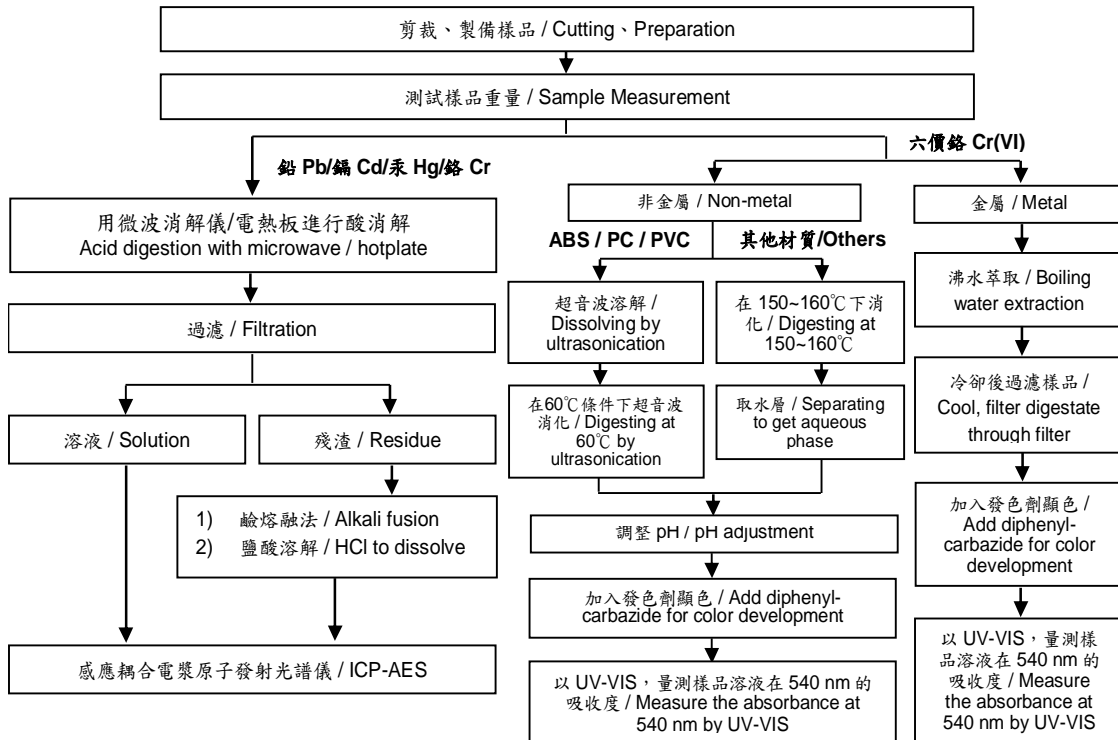 剪裁、製備樣品 / Cutting、Preparation
測試樣品重量 / Sample Measurement
鉛 Pb/鎘 Cd/汞 Hg/鉻 Cr
六價鉻 Cr(VI)
用微波消解儀/電熱板進行酸消解
Acid digestion with microwave / hotplate
過濾 / Filtration
溶液 / Solution
殘渣 / Residue
1) 鹼熔融法 / Alkali fusion
2) 鹽酸溶解 / HCl to dissolve
感應耦合電漿原子發射光譜儀 / ICP-AES
非金屬 / Non-metal
ABS / PC / PVC
其他材質/Others
超音波溶解 /
Dissolving by
ultrasonication
在60℃條件下超音波
消化 / Digesting at
60℃ by
ultrasonication
在 150~160℃下消
化 / Digesting at
150~160℃
取水層 / Separating
to get aqueous
phase
調整 pH / pH adjustment
加入發色劑顯色 / Add diphenyl-
carbazide for color development
以 UV-VIS，量測樣品溶液在 540 nm 的
吸收度 / Measure the absorbance at
540 nm by UV-VIS
金屬 / Metal
沸水萃取 / Boiling
water extraction
冷卻後過濾樣品 /
Cool, filter digestate
through filter
加入發色劑顯色 /
Add diphenyl-
carbazide for color
development
以 UV-VIS，量測樣
品溶液在 540 nm 的
吸收度 / Measure
the absorbance at
540 nm by UV-VIS